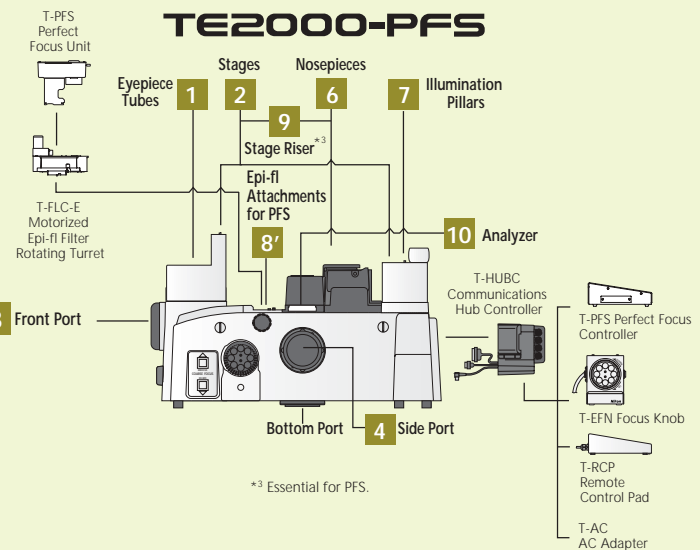 TE2000-PFS
T-PFS
Perfect
Focus Unit
Eyepiece
Tubes
1
Stages
2
Nosepieces
6
7
Illumination
Pillars
9
Stage Riser*3
T-FLC-E
Motorized
Epi-fl Filter
Rotating Turret
Epi-fl
Attachments
for PFS
8’
10
Analyzer
T-HUBC
Communications
Hub Controller
T-PFS Perfect Focus
Controller
Front Port
T-EFN Focus Knob
Bottom Port
4
Side Port
T-RCP
Remote
Control Pad
*3 Essential for PFS.
T-AC
AC Adapter